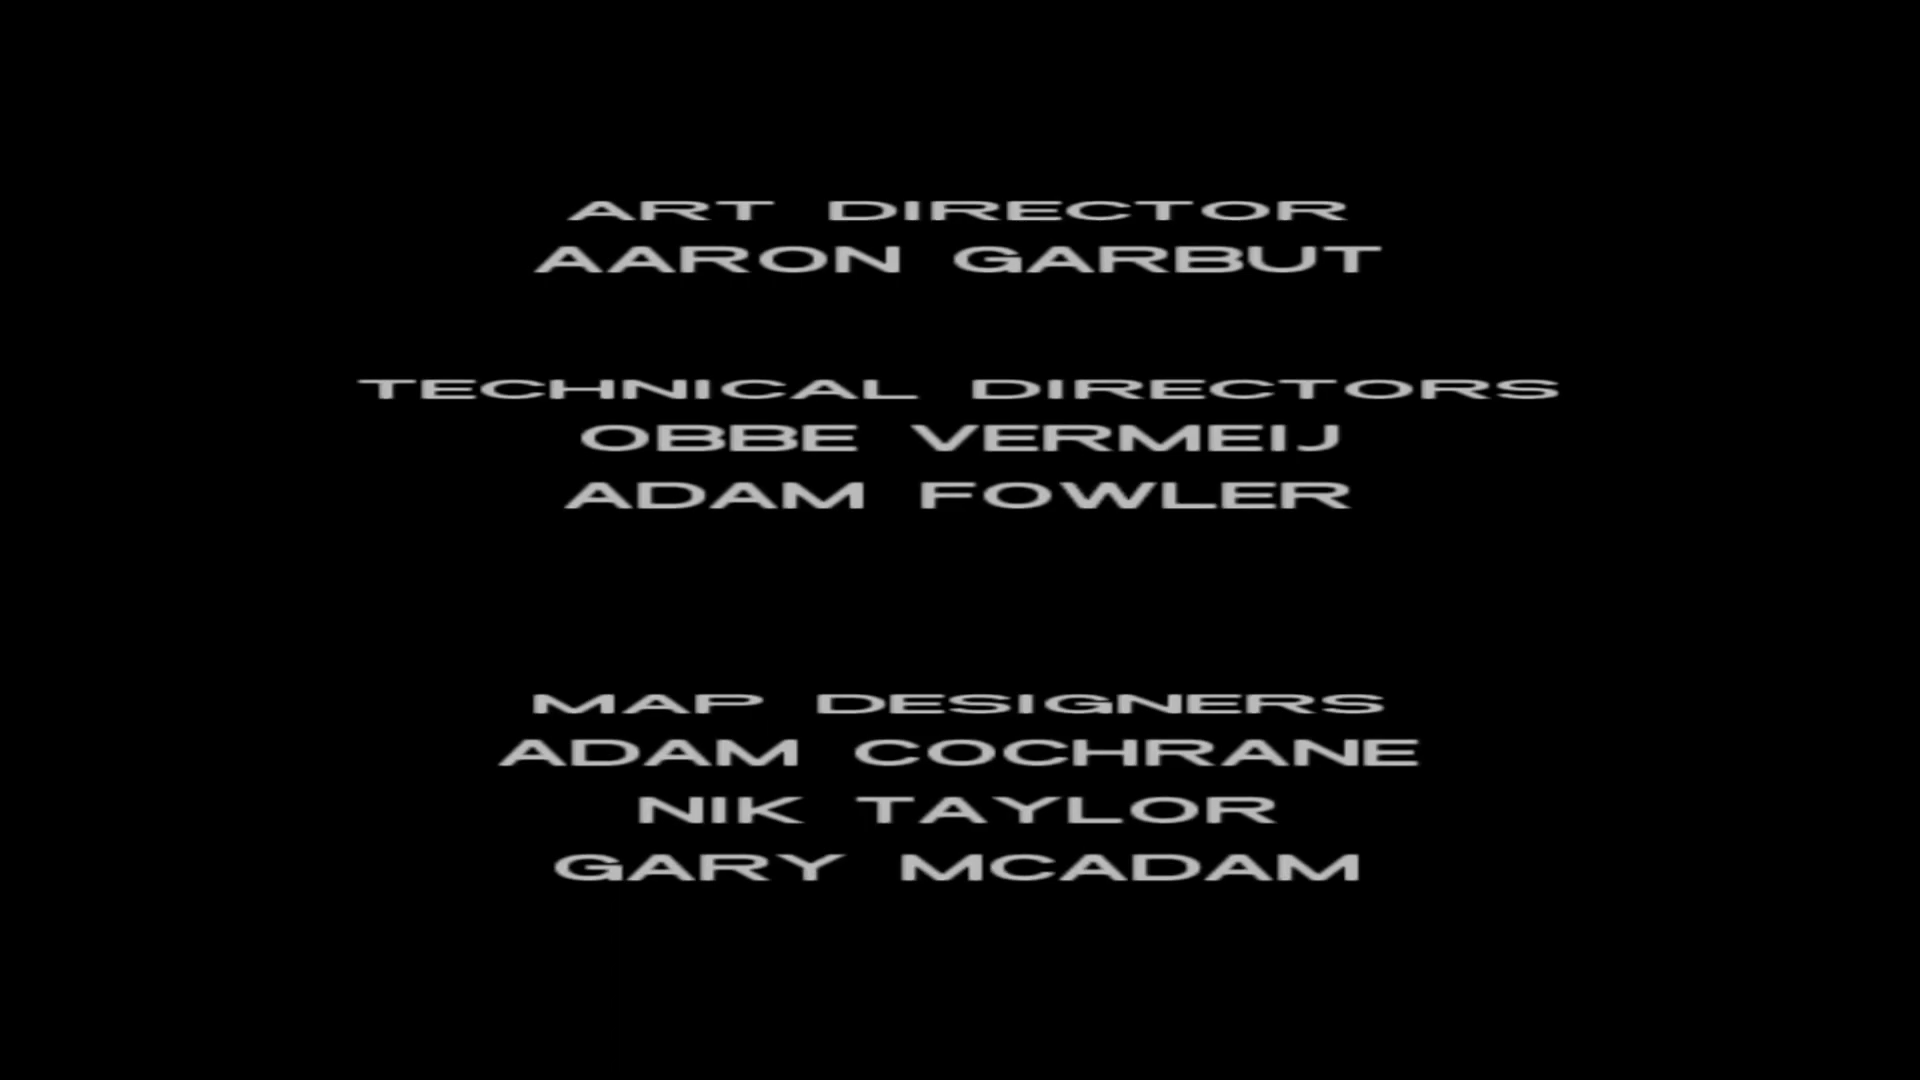 ART DIRECTOR
AARON GARBUT
TECHNICAL DIRECTORS
OBBE VERMEIJ
ADAM FOWLER
MAP DESIGNERS
ADAM COCHRANE
NIK TAYLOR
GARY MCADAM